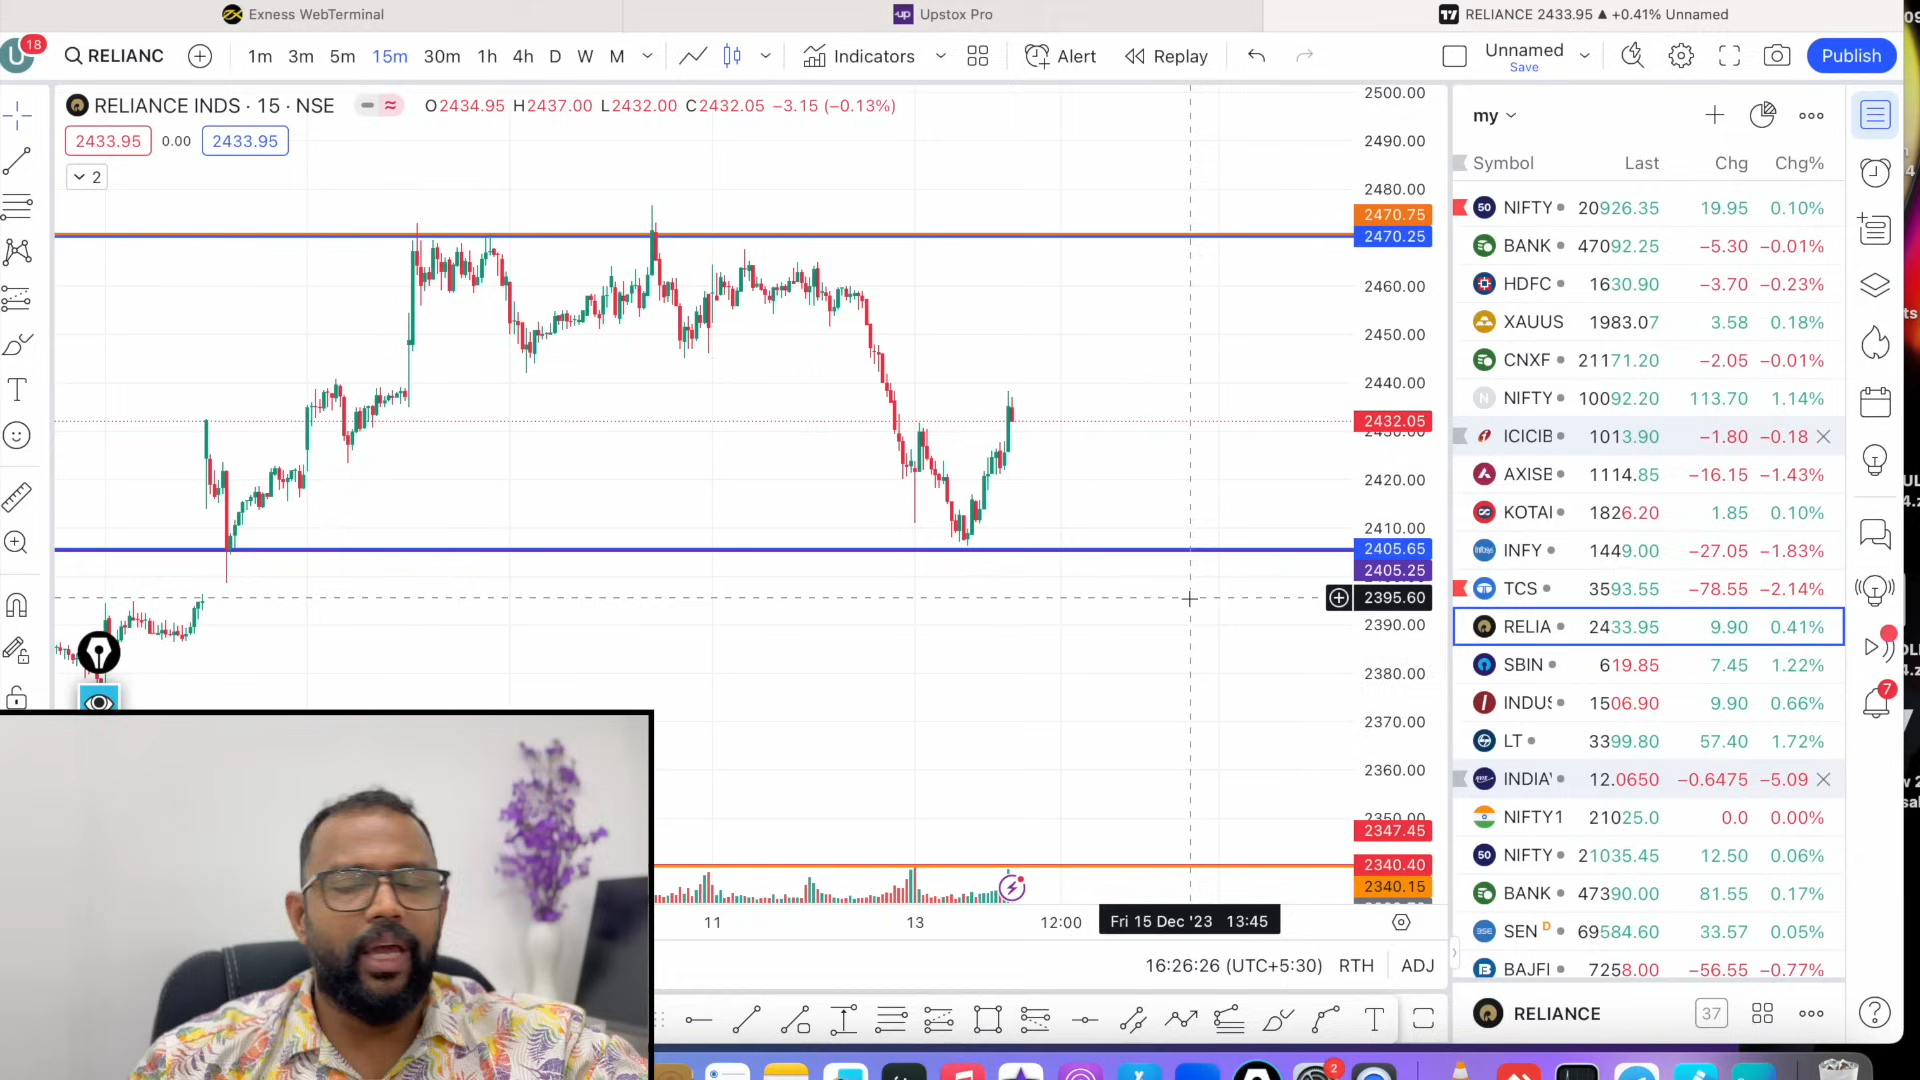 Exness WebTerminal
up Upstox Pro
RELIANCE 2433.95 ▲ +0.41% Unnamed
U 18
RELIANC
1m 3m 5m 15m 30m 1h 4h D W M
Indicators
Alert
Replay
Unnamed
Save
Publish
RELIANCE INDS · 15 · NSE
O2434.95 H2437.00 L2432.00 C2432.05 −3.15 (−0.13%)
2433.95 0.00 2433.95
2
2500.00
2490.00
2480.00
2470.75
2470.25
2460.00
2450.00
2440.00
2432.05
2430.00
2420.00
2410.00
2405.65
2405.25
2395.60
2390.00
2380.00
2370.00
2360.00
2350.00
2347.45
2340.40
2340.15
11 13 12:00 Fri 15 Dec '23 13:45
16:26:26 (UTC+5:30) RTH ADJ
my
Symbol Last Chg Chg%
50 NIFTY 20926.35 19.95 0.10%
BANK 47092.25 −5.30 −0.01%
HDFC 1630.90 −3.70 −0.23%
XAUUS 1983.07 3.58 0.18%
CNXF 21171.20 −2.05 −0.01%
N NIFTY 10092.20 113.70 1.14%
ICICIB 1013.90 −1.80 −0.18
AXISB 1114.85 −16.15 −1.43%
KOTAI 1826.20 1.85 0.10%
INFY 1449.00 −27.05 −1.83%
TCS 3593.55 −78.55 −2.14%
RELIA 2433.95 9.90 0.41%
SBIN 619.85 7.45 1.22%
INDUS 1506.90 9.90 0.66%
LT 3399.80 57.40 1.72%
INDIAV 12.0650 −0.6475 −5.09
NIFTY1 21025.0 0.0 0.00%
50 NIFTY 21035.45 12.50 0.06%
BANK 47390.00 81.55 0.17%
BSE SEN D 69584.60 33.57 0.05%
BAJFI 7258.00 −56.55 −0.77%
RELIANCE 37
7
2